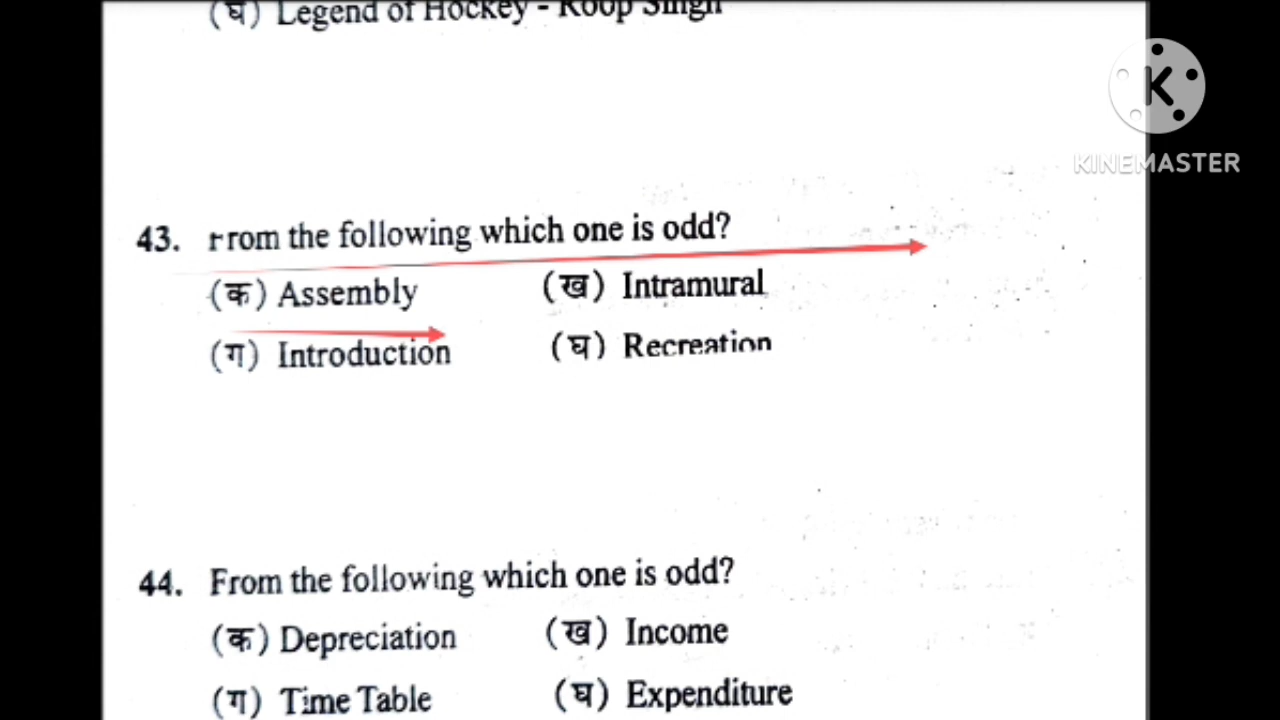 (घ) Legend of Hockey - Roop Singh
K
KINEMASTER
43. From the following which one is odd?
(क) Assembly (ख) Intramural
(ग) Introduction (घ) Recreation
44. From the following which one is odd?
(क) Depreciation (ख) Income
(ग) Time Table (घ) Expenditure